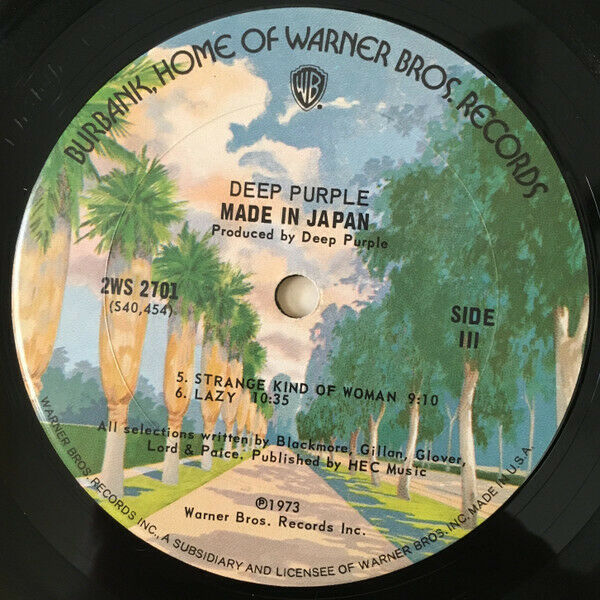 BURBANK, HOME OF WARNER BROS. RECORDS
WB
DEEP PURPLE
MADE IN JAPAN
Produced by Deep Purple
2WS 2701
(S40,454)
SIDE
III
5. STRANGE KIND OF WOMAN 9:10
6. LAZY 10:35
All selections written by Blackmore, Gillan, Glover,
Lord & Paice. Published by HEC Music
℗1973
Warner Bros. Records Inc.
WARNER BROS. RECORDS INC., A SUBSIDIARY AND LICENSEE OF WARNER BROS. INC. MADE IN U.S.A.